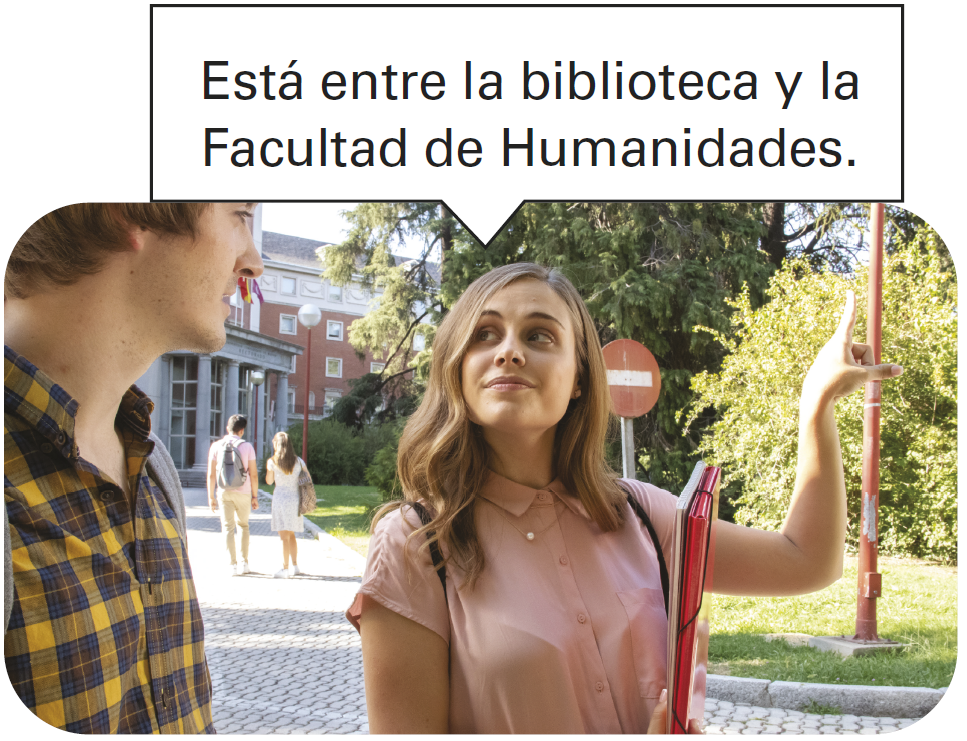 Está entre la biblioteca y la
Facultad de Humanidades.